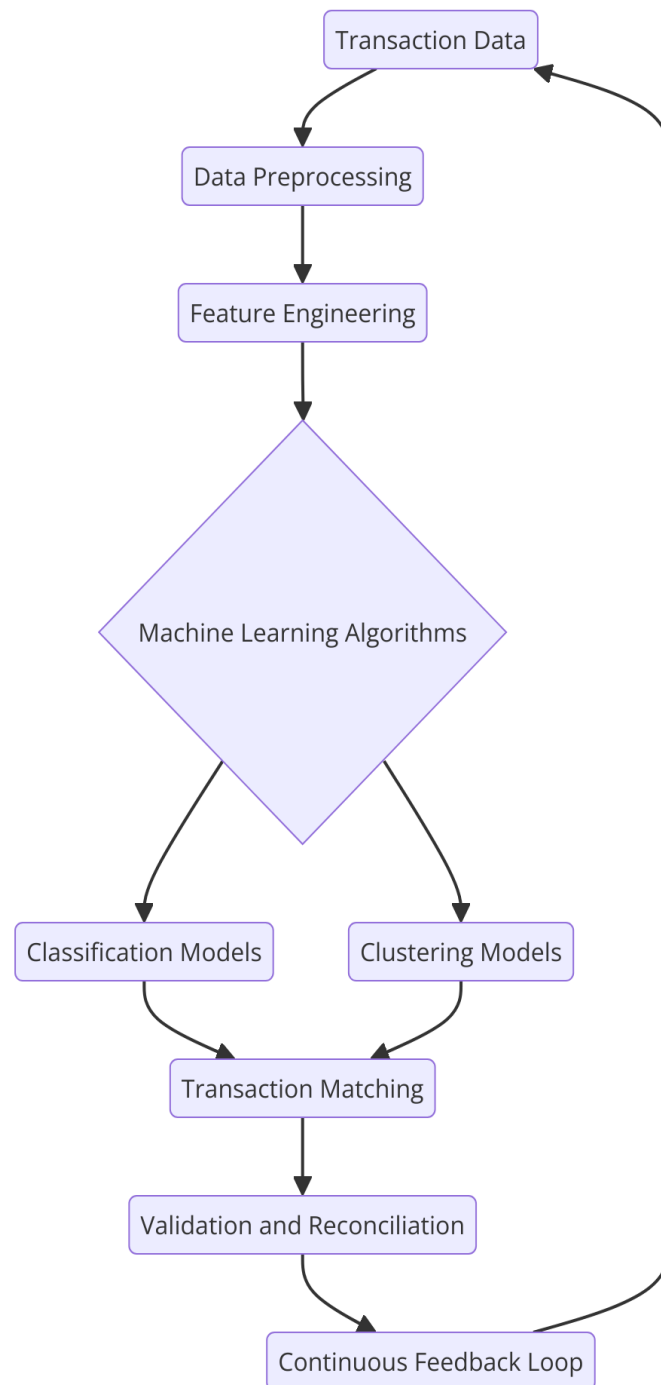 Transaction Data
Data Preprocessing
Feature Engineering
Machine Learning Algorithms
Classification Models
Clustering Models
Transaction Matching
Validation and Reconciliation
Continuous Feedback Loop